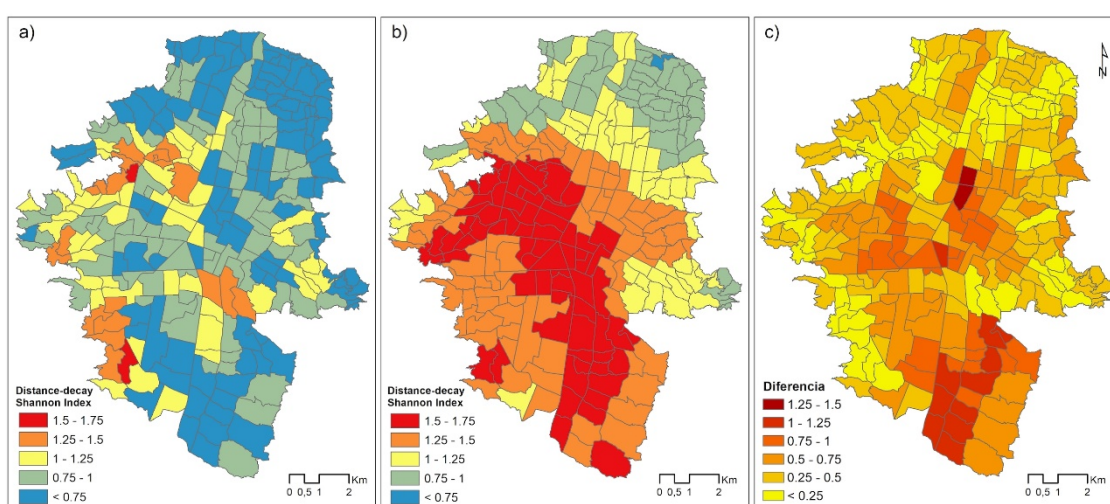 a)
Distance-decay
Shannon Index
1.5 - 1.75
1.25 - 1.5
1 - 1.25
0.75 - 1
< 0.75
Km
0 0,5 1 2
b)
Distance-decay
Shannon Index
1.5 - 1.75
1.25 - 1.5
1 - 1.25
0.75 - 1
< 0.75
Km
0 0,5 1 2
c)
N
Diferencia
1.25 - 1.5
1 - 1.25
0.75 - 1
0.5 - 0.75
0.25 - 0.5
< 0.25
Km
0 0,5 1 2